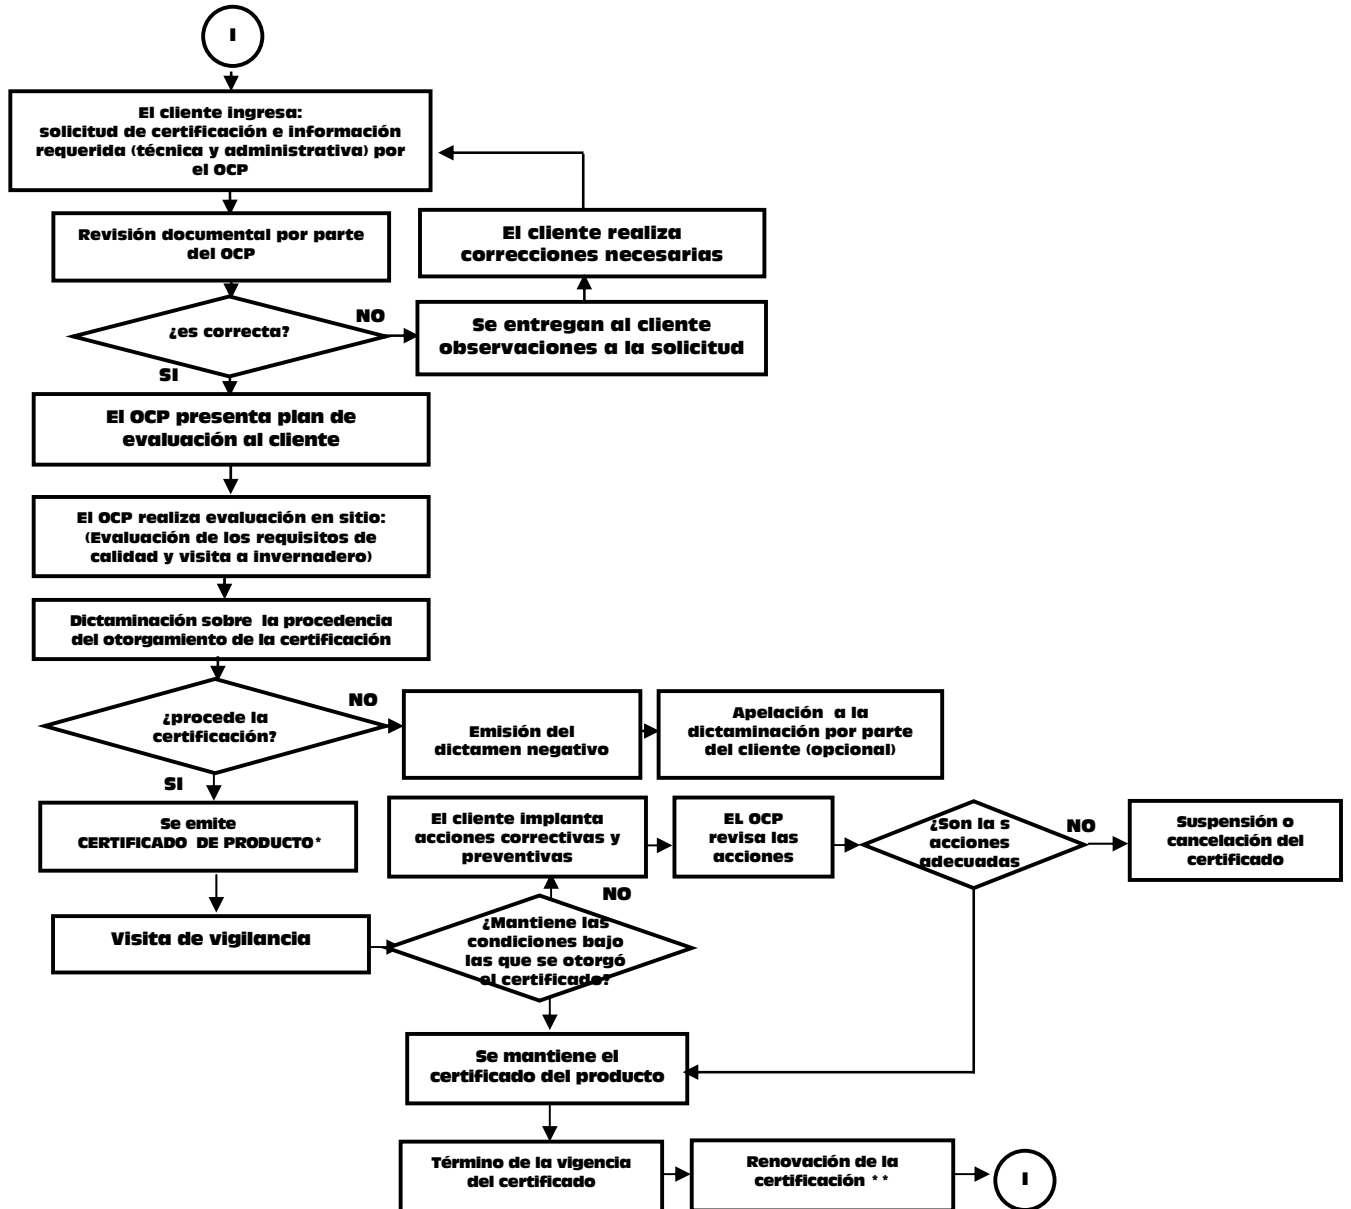 I
El cliente ingresa:
solicitud de certificación e información
requerida (técnica y administrativa) por
el OCP
Revisión documental por parte
del OCP
El cliente realiza
correcciones necesarias
¿es correcta?
NO
Se entregan al cliente
observaciones a la solicitud
SI
El OCP presenta plan de
evaluación al cliente
El OCP realiza evaluación en sitio:
(Evaluación de los requisitos de
calidad y visita a invernadero)
Dictaminación sobre la procedencia
del otorgamiento de la certificación
¿procede la
certificación?
NO
Emisión del
dictamen negativo
Apelación a la
dictaminación por parte
del cliente (opcional)
SI
Se emite
CERTIFICADO DE PRODUCTO*
El cliente implanta
acciones correctivas y
preventivas
EL OCP
revisa las
acciones
¿Son la s
acciones
adecuadas
NO
Suspensión o
cancelación del
certificado
Visita de vigilancia
NO
¿Mantiene las
condiciones bajo
las que se otorgó
el certificado?
Se mantiene el
certificado del producto
Término de la vigencia
del certificado
Renovación de la
certificación **
I